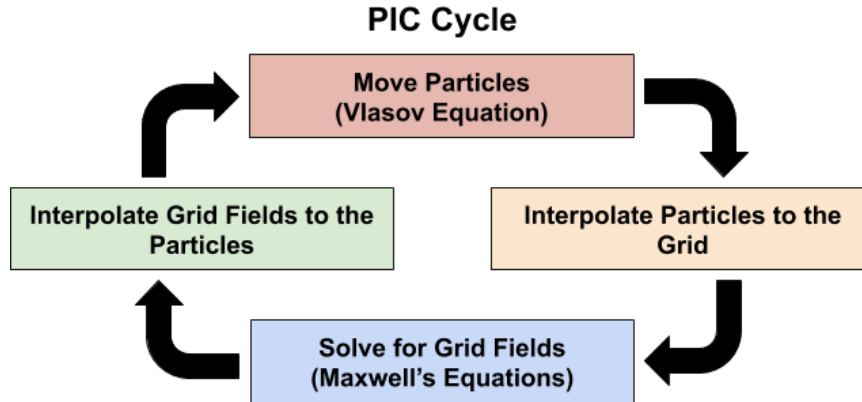 PIC Cycle
Move Particles
(Vlasov Equation)
Interpolate Grid Fields to the
Particles
Interpolate Particles to the
Grid
Solve for Grid Fields
(Maxwell's Equations)